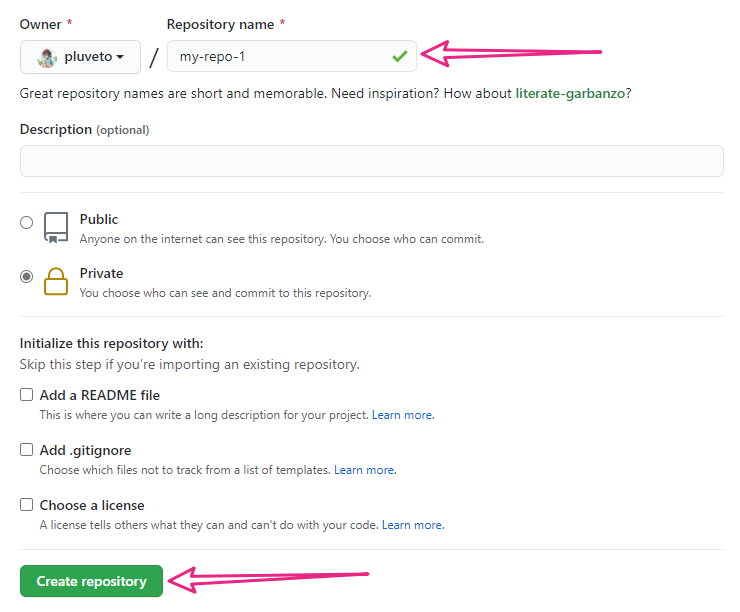 Owner * Repository name *
pluveto / my-repo-1
Great repository names are short and memorable. Need inspiration? How about literate-garbanzo?
Description (optional)
Public
Anyone on the internet can see this repository. You choose who can commit.
Private
You choose who can see and commit to this repository.
Initialize this repository with:
Skip this step if you’re importing an existing repository.
Add a README file
This is where you can write a long description for your project. Learn more.
Add .gitignore
Choose which files not to track from a list of templates. Learn more.
Choose a license
A license tells others what they can and can't do with your code. Learn more.
Create repository